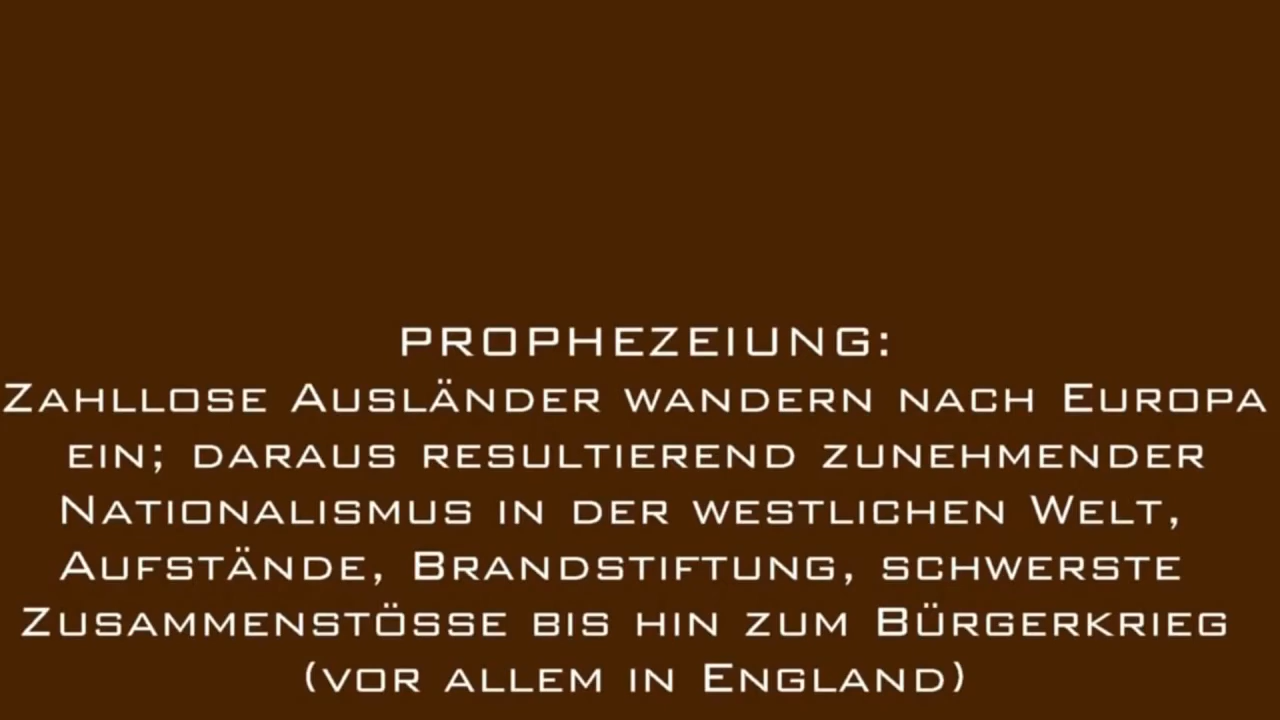 PROPHEZEIUNG:
Zahllose Ausländer wandern nach Europa
ein; daraus resultierend zunehmender
Nationalismus in der westlichen Welt,
Aufstände, Brandstiftung, schwerste
Zusammenstösse bis hin zum Bürgerkrieg
(vor allem in England)